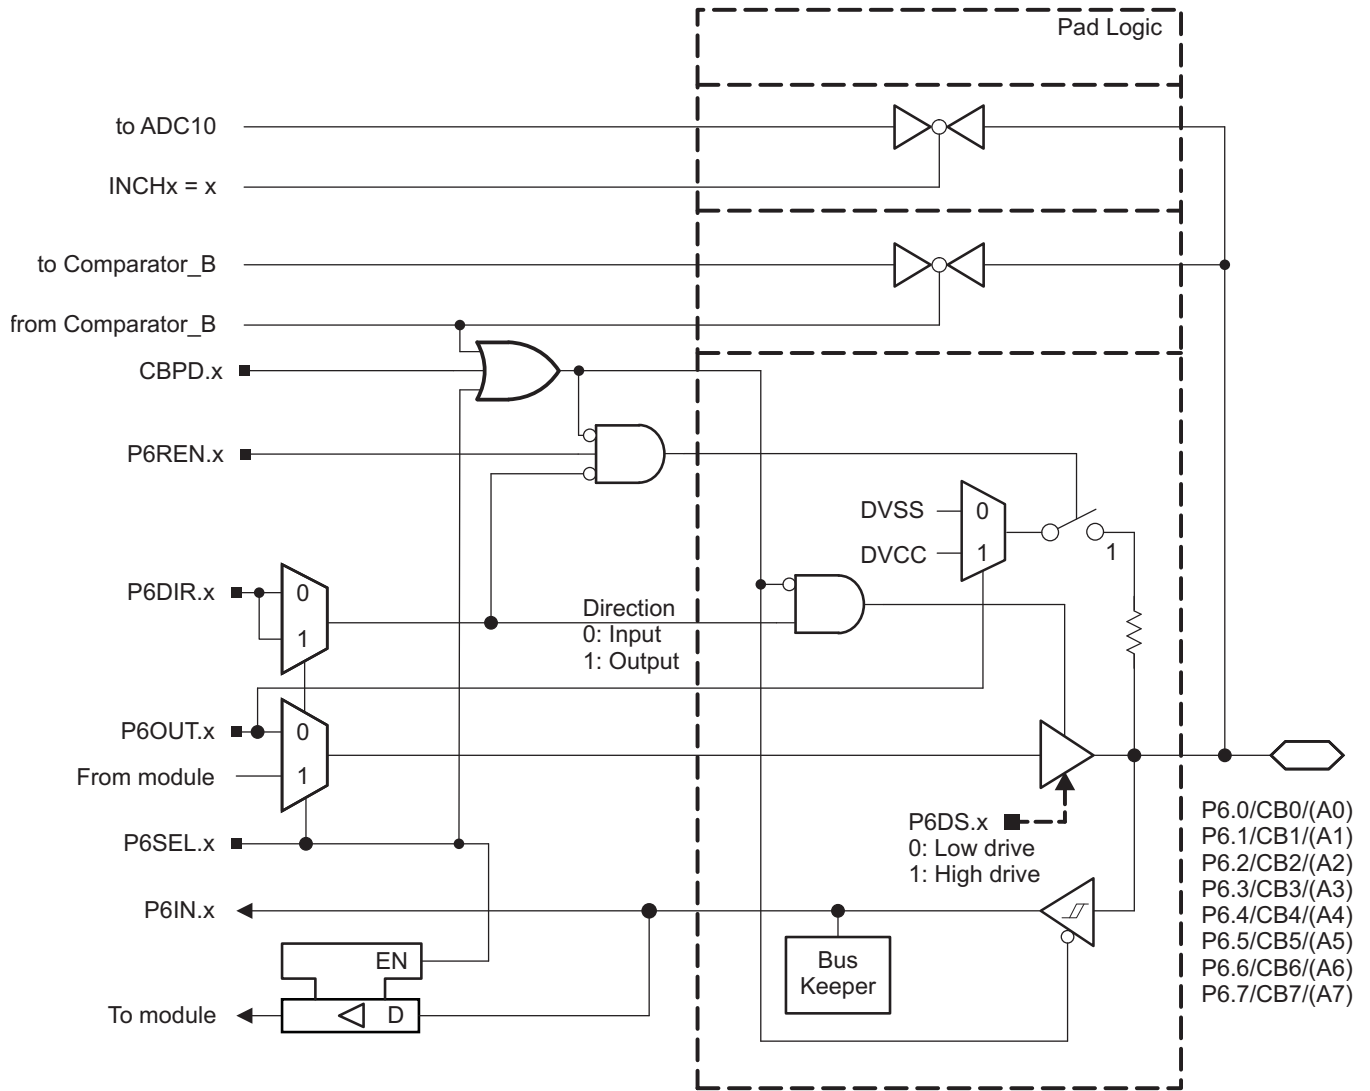 Pad Logic
to ADC10
INCHx = x
to Comparator_B
from Comparator_B
CBPD.x
P6REN.x
DVSS
0
DVCC
1
1
P6DIR.x
0
1
Direction
0: Input
1: Output
P6OUT.x
0
From module
1
P6SEL.x
P6DS.x
0: Low drive
1: High drive
P6.0/CB0/(A0)
P6.1/CB1/(A1)
P6.2/CB2/(A2)
P6.3/CB3/(A3)
P6.4/CB4/(A4)
P6.5/CB5/(A5)
P6.6/CB6/(A6)
P6.7/CB7/(A7)
P6IN.x
EN
Bus
Keeper
To module
D